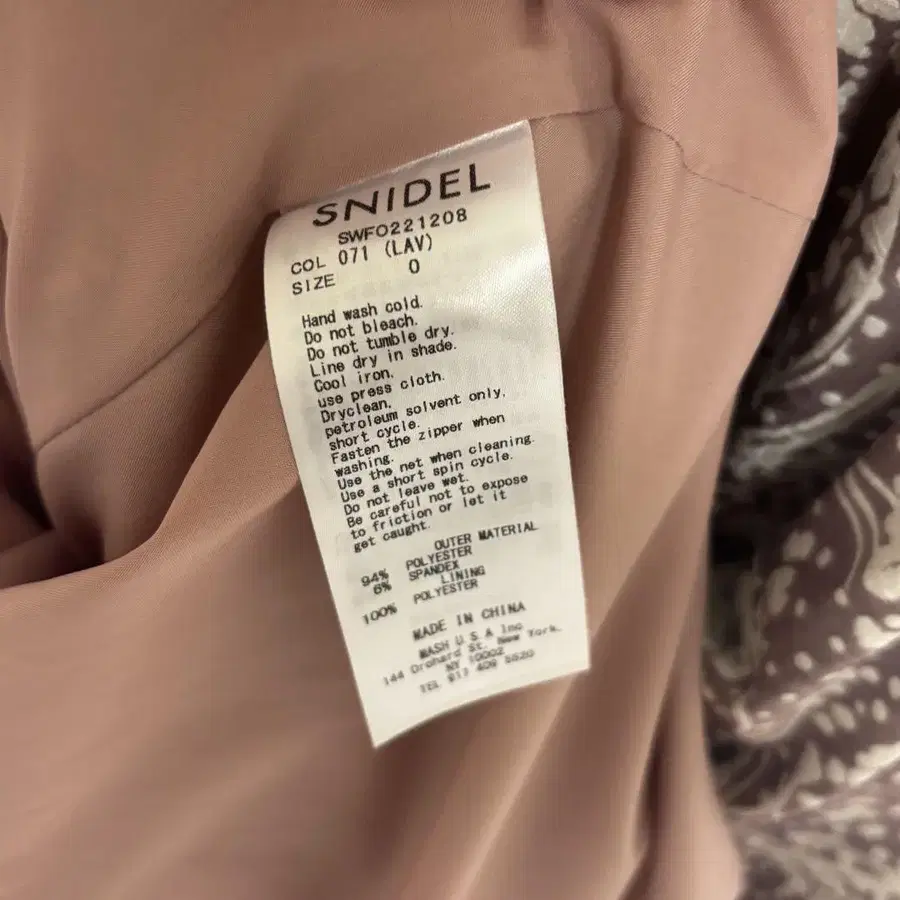 SNIDEL
SWFO221208
COL 071 (LAV)
SIZE 0
Hand wash cold.
Do not bleach.
Do not tumble dry.
Line dry in shade.
Cool iron.
use press cloth.
Dryclean,
petroleum solvent only,
short cycle.
Fasten the zipper when
washing.
Use the net when cleaning.
Use a short spin cycle.
Do not leave wet.
Be careful not to expose
to friction or let it
get caught.
OUTER MATERIAL
94% POLYESTER
6% SPANDEX
LINING
100% POLYESTER
MADE IN CHINA
MASH U S A Inc
144 Orchard St. New York,
NY 10002
TEL 917 409 5520